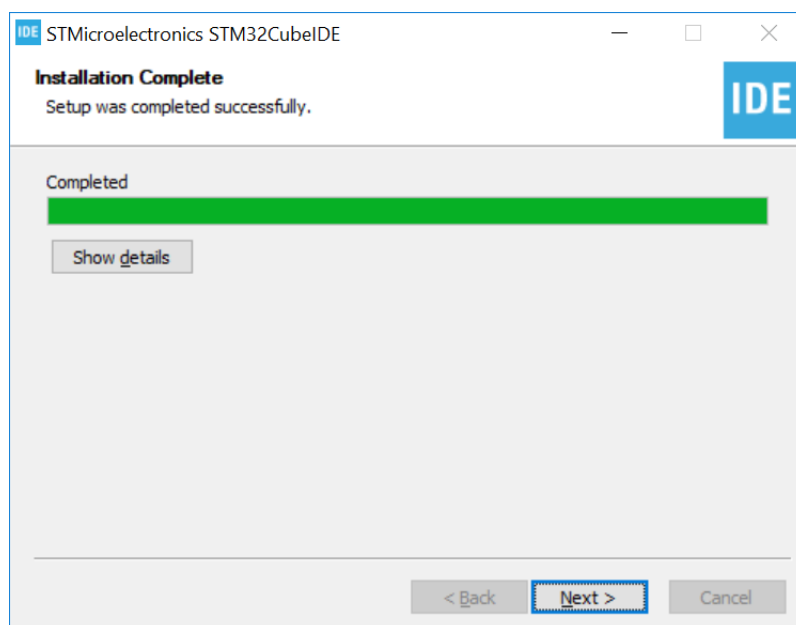 IDE STMicroelectronics STM32CubeIDE
Installation Complete
Setup was completed successfully.
IDE
Completed
Show details
< Back
Next >
Cancel